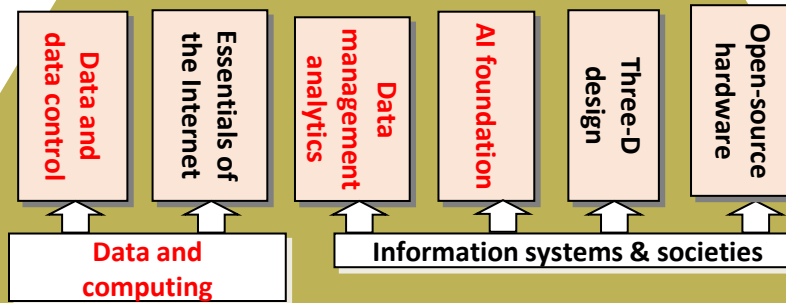 Data and
data control
Essentials of
the Internet
Data
management
analytics
AI foundation
Three-D
design
Open-source
hardware
Data and
computing
Information systems & societies